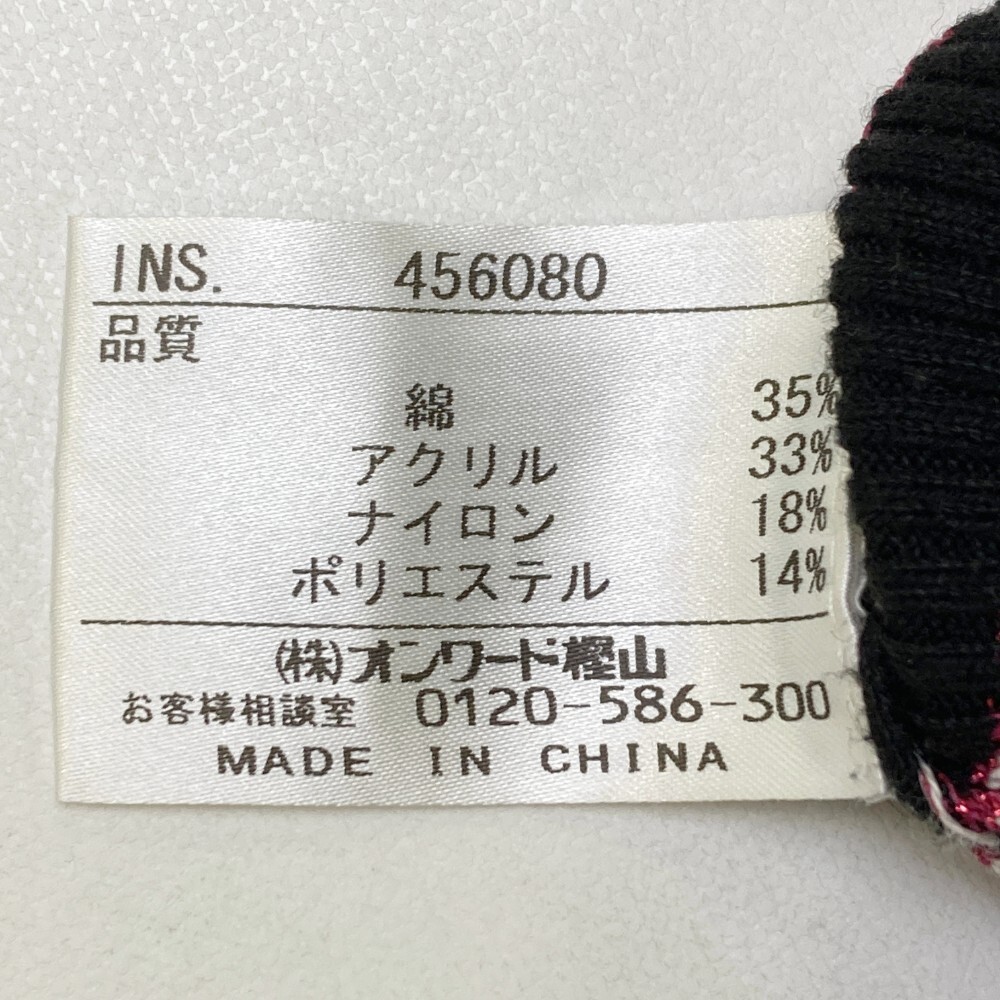 INS. 456080
品質
綿 35%
アクリル 33%
ナイロン 18%
ポリエステル 14%
(株)オンワード樫山
お客様相談室 0120-586-300
MADE IN CHINA